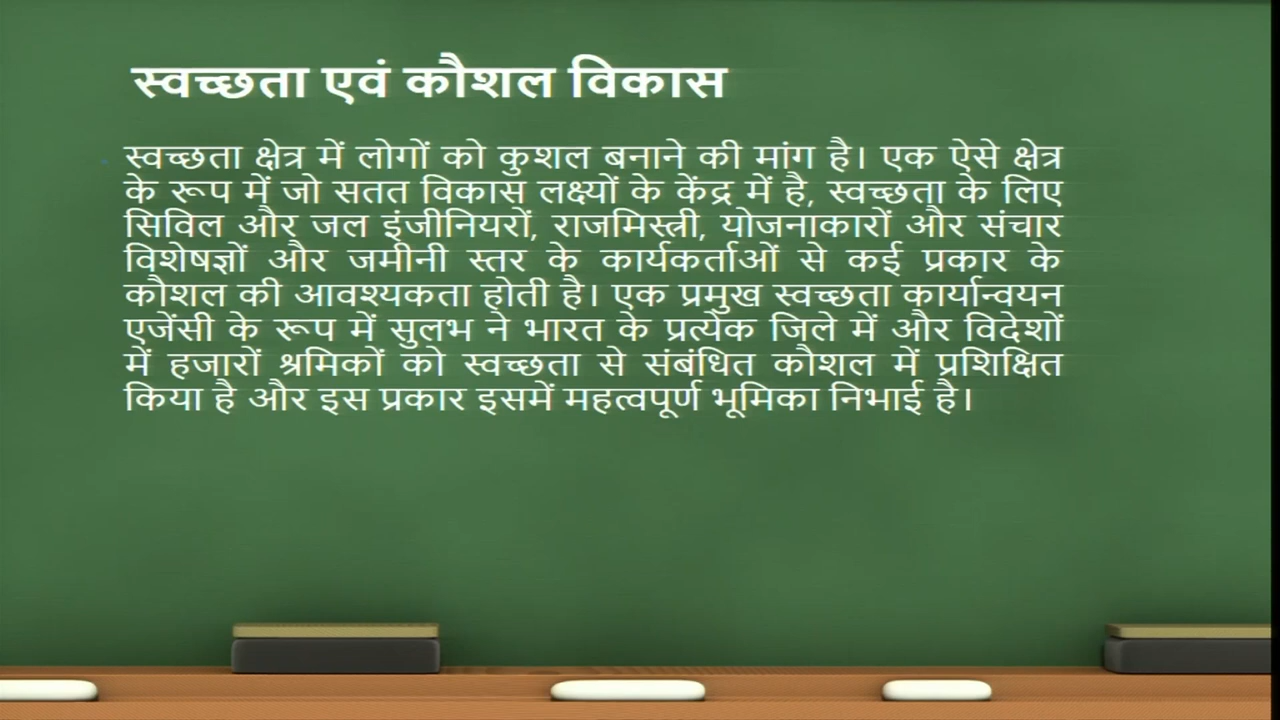 स्वच्छता एवं कौशल विकास
स्वच्छता क्षेत्र में लोगों को कुशल बनाने की मांग है। एक ऐसे क्षेत्र
के रूप में जो सतत विकास लक्ष्यों के केंद्र में है, स्वच्छता के लिए
सिविल और जल इंजीनियरों, राजमिस्त्री, योजनाकारों और संचार
विशेषज्ञों और जमीनी स्तर के कार्यकर्ताओं से कई प्रकार के
कौशल की आवश्यकता होती है। एक प्रमुख स्वच्छता कार्यान्वयन
एजेंसी के रूप में सुलभ ने भारत के प्रत्येक जिले में और विदेशों
में हजारों श्रमिकों को स्वच्छता से संबंधित कौशल में प्रशिक्षित
किया है और इस प्रकार इसमें महत्वपूर्ण भूमिका निभाई है।